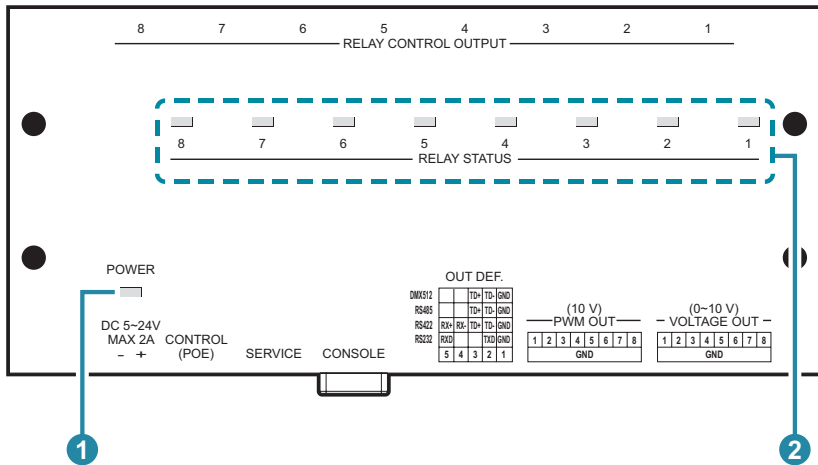 8 7 6 5 4 3 2 1
RELAY CONTROL OUTPUT
8 7 6 5 4 3 2 1
RELAY STATUS
POWER
DC 5~24V
MAX 2A
– +
CONTROL
(POE)
SERVICE
CONSOLE
OUT DEF.
DMX512 TD+ TD- GND
RS485 TD+ TD- GND
RS422 RX+ RX- TD+ TD- GND
RS232 RXD TXD GND
5 4 3 2 1
(10 V)
PWM OUT
1 2 3 4 5 6 7 8
GND
(0~10 V)
VOLTAGE OUT
1 2 3 4 5 6 7 8
GND
1
2